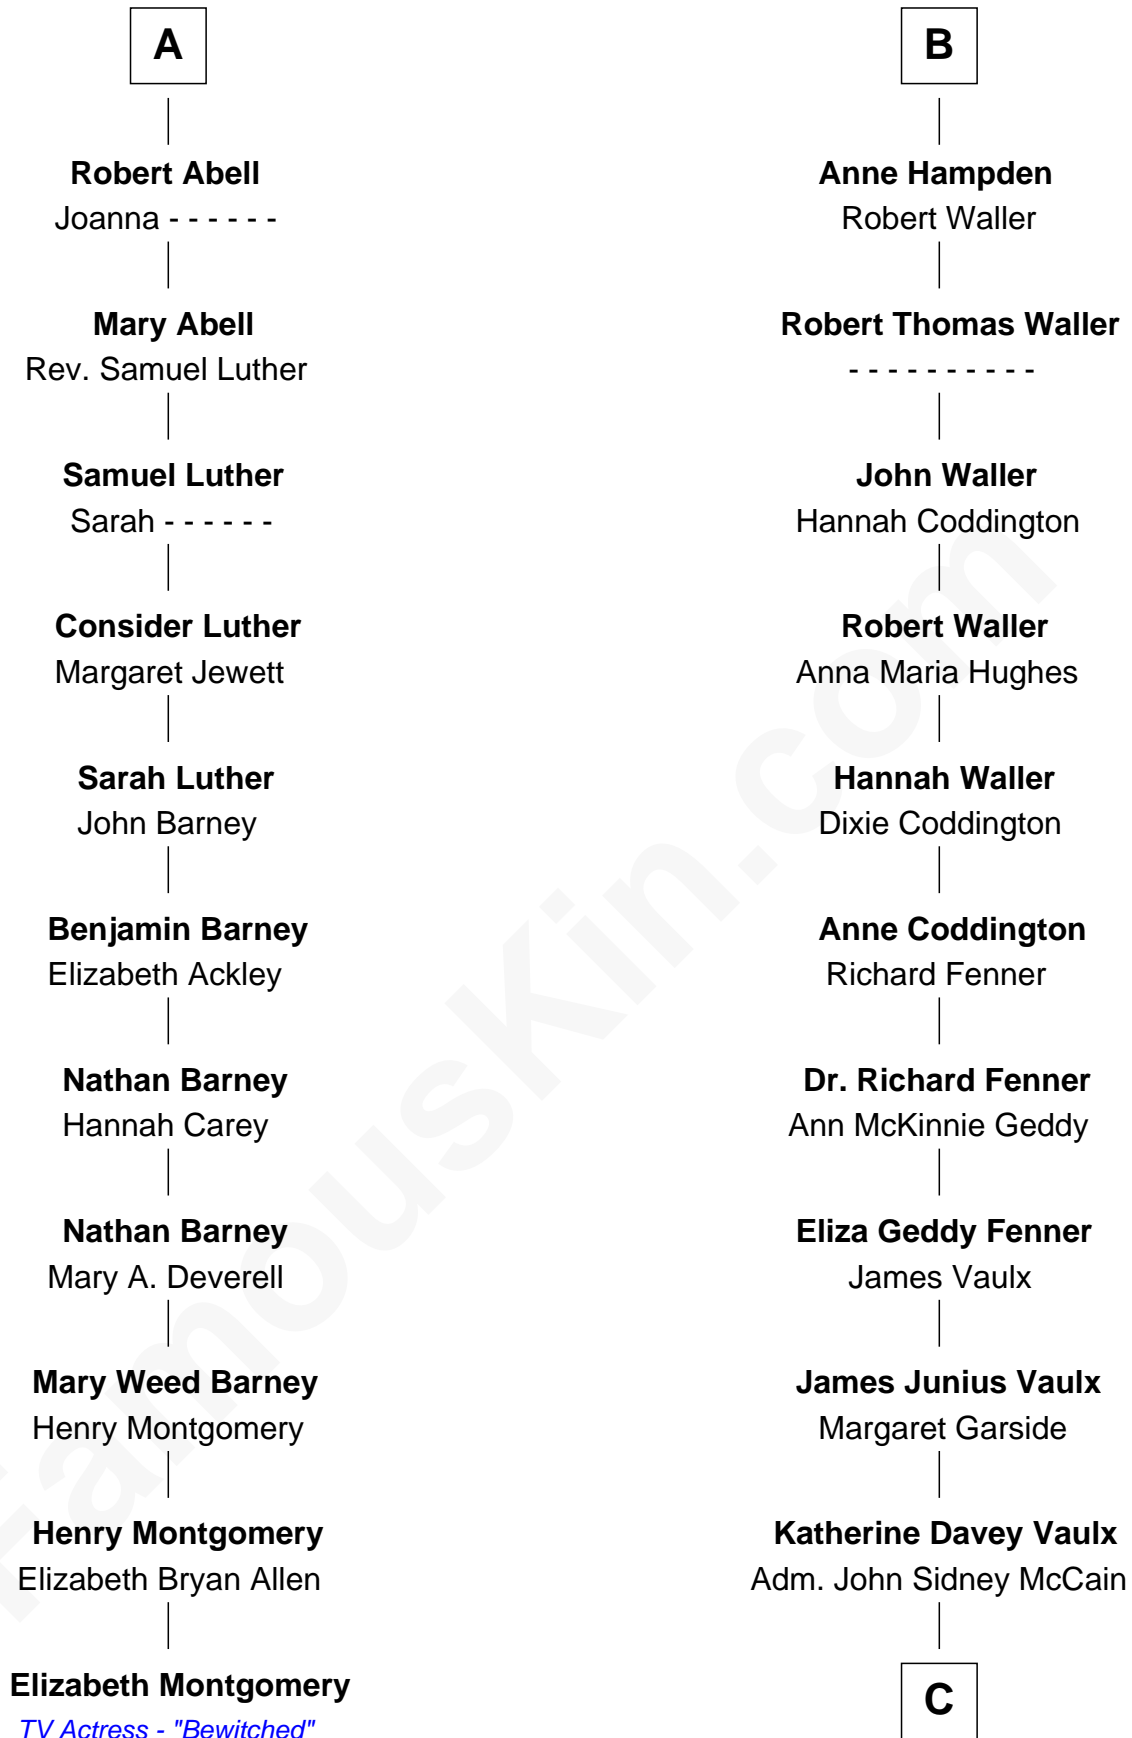 A
Robert Abell
Joanna - - - - - -
Mary Abell
Rev. Samuel Luther
Samuel Luther
Sarah - - - - - -
Consider Luther
Margaret Jewett
Sarah Luther
John Barney
Benjamin Barney
Elizabeth Ackley
Nathan Barney
Hannah Carey
Nathan Barney
Mary A. Deverell
Mary Weed Barney
Henry Montgomery
Henry Montgomery
Elizabeth Bryan Allen
Elizabeth Montgomery
TV Actress - "Bewitched"
B
Anne Hampden
Robert Waller
Robert Thomas Waller
- - - - - - - - - -
John Waller
Hannah Coddington
Robert Waller
Anna Maria Hughes
Hannah Waller
Dixie Coddington
Anne Coddington
Richard Fenner
Dr. Richard Fenner
Ann McKinnie Geddy
Eliza Geddy Fenner
James Vaulx
James Junius Vaulx
Margaret Garside
Katherine Davey Vaulx
Adm. John Sidney McCain
C
FamousKin.com